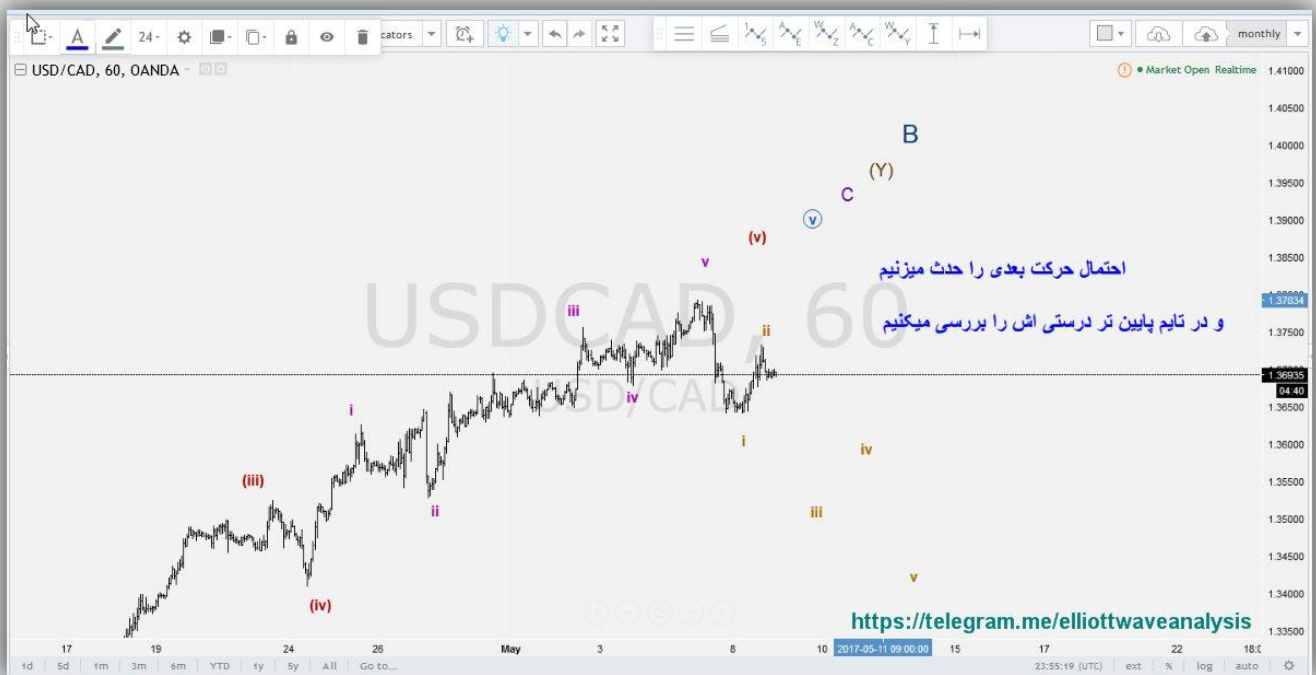 24
cators
monthly
USD/CAD, 60, OANDA
Market Open Realtime
1.41000
1.40500
B
1.40000
(Y)
1.39500
C
v
1.39000
(v)
v
1.38500
احتمال حرکت بعدی را حدث میزنیم
1.37834
USDCAD, 60
iii
ii
و در تایم پایین تر درستی اش را بررسی میکنیم
1.37500
1.36935
04:40
USD/CAD
iv
i
1.36500
i
iv
1.36000
(iii)
1.35500
ii
iii
1.35000
1.34500
v
(iv)
1.34000
https://telegram.me/elliottwaveanalysis
1.33500
17 19 24 26 May 3 8 10 2017-05-11 09:00:00 15 17 22 18:
1d 5d 1m 3m 6m YTD 1y 5y All Go to... 23:55:19 (UTC) ext % log auto